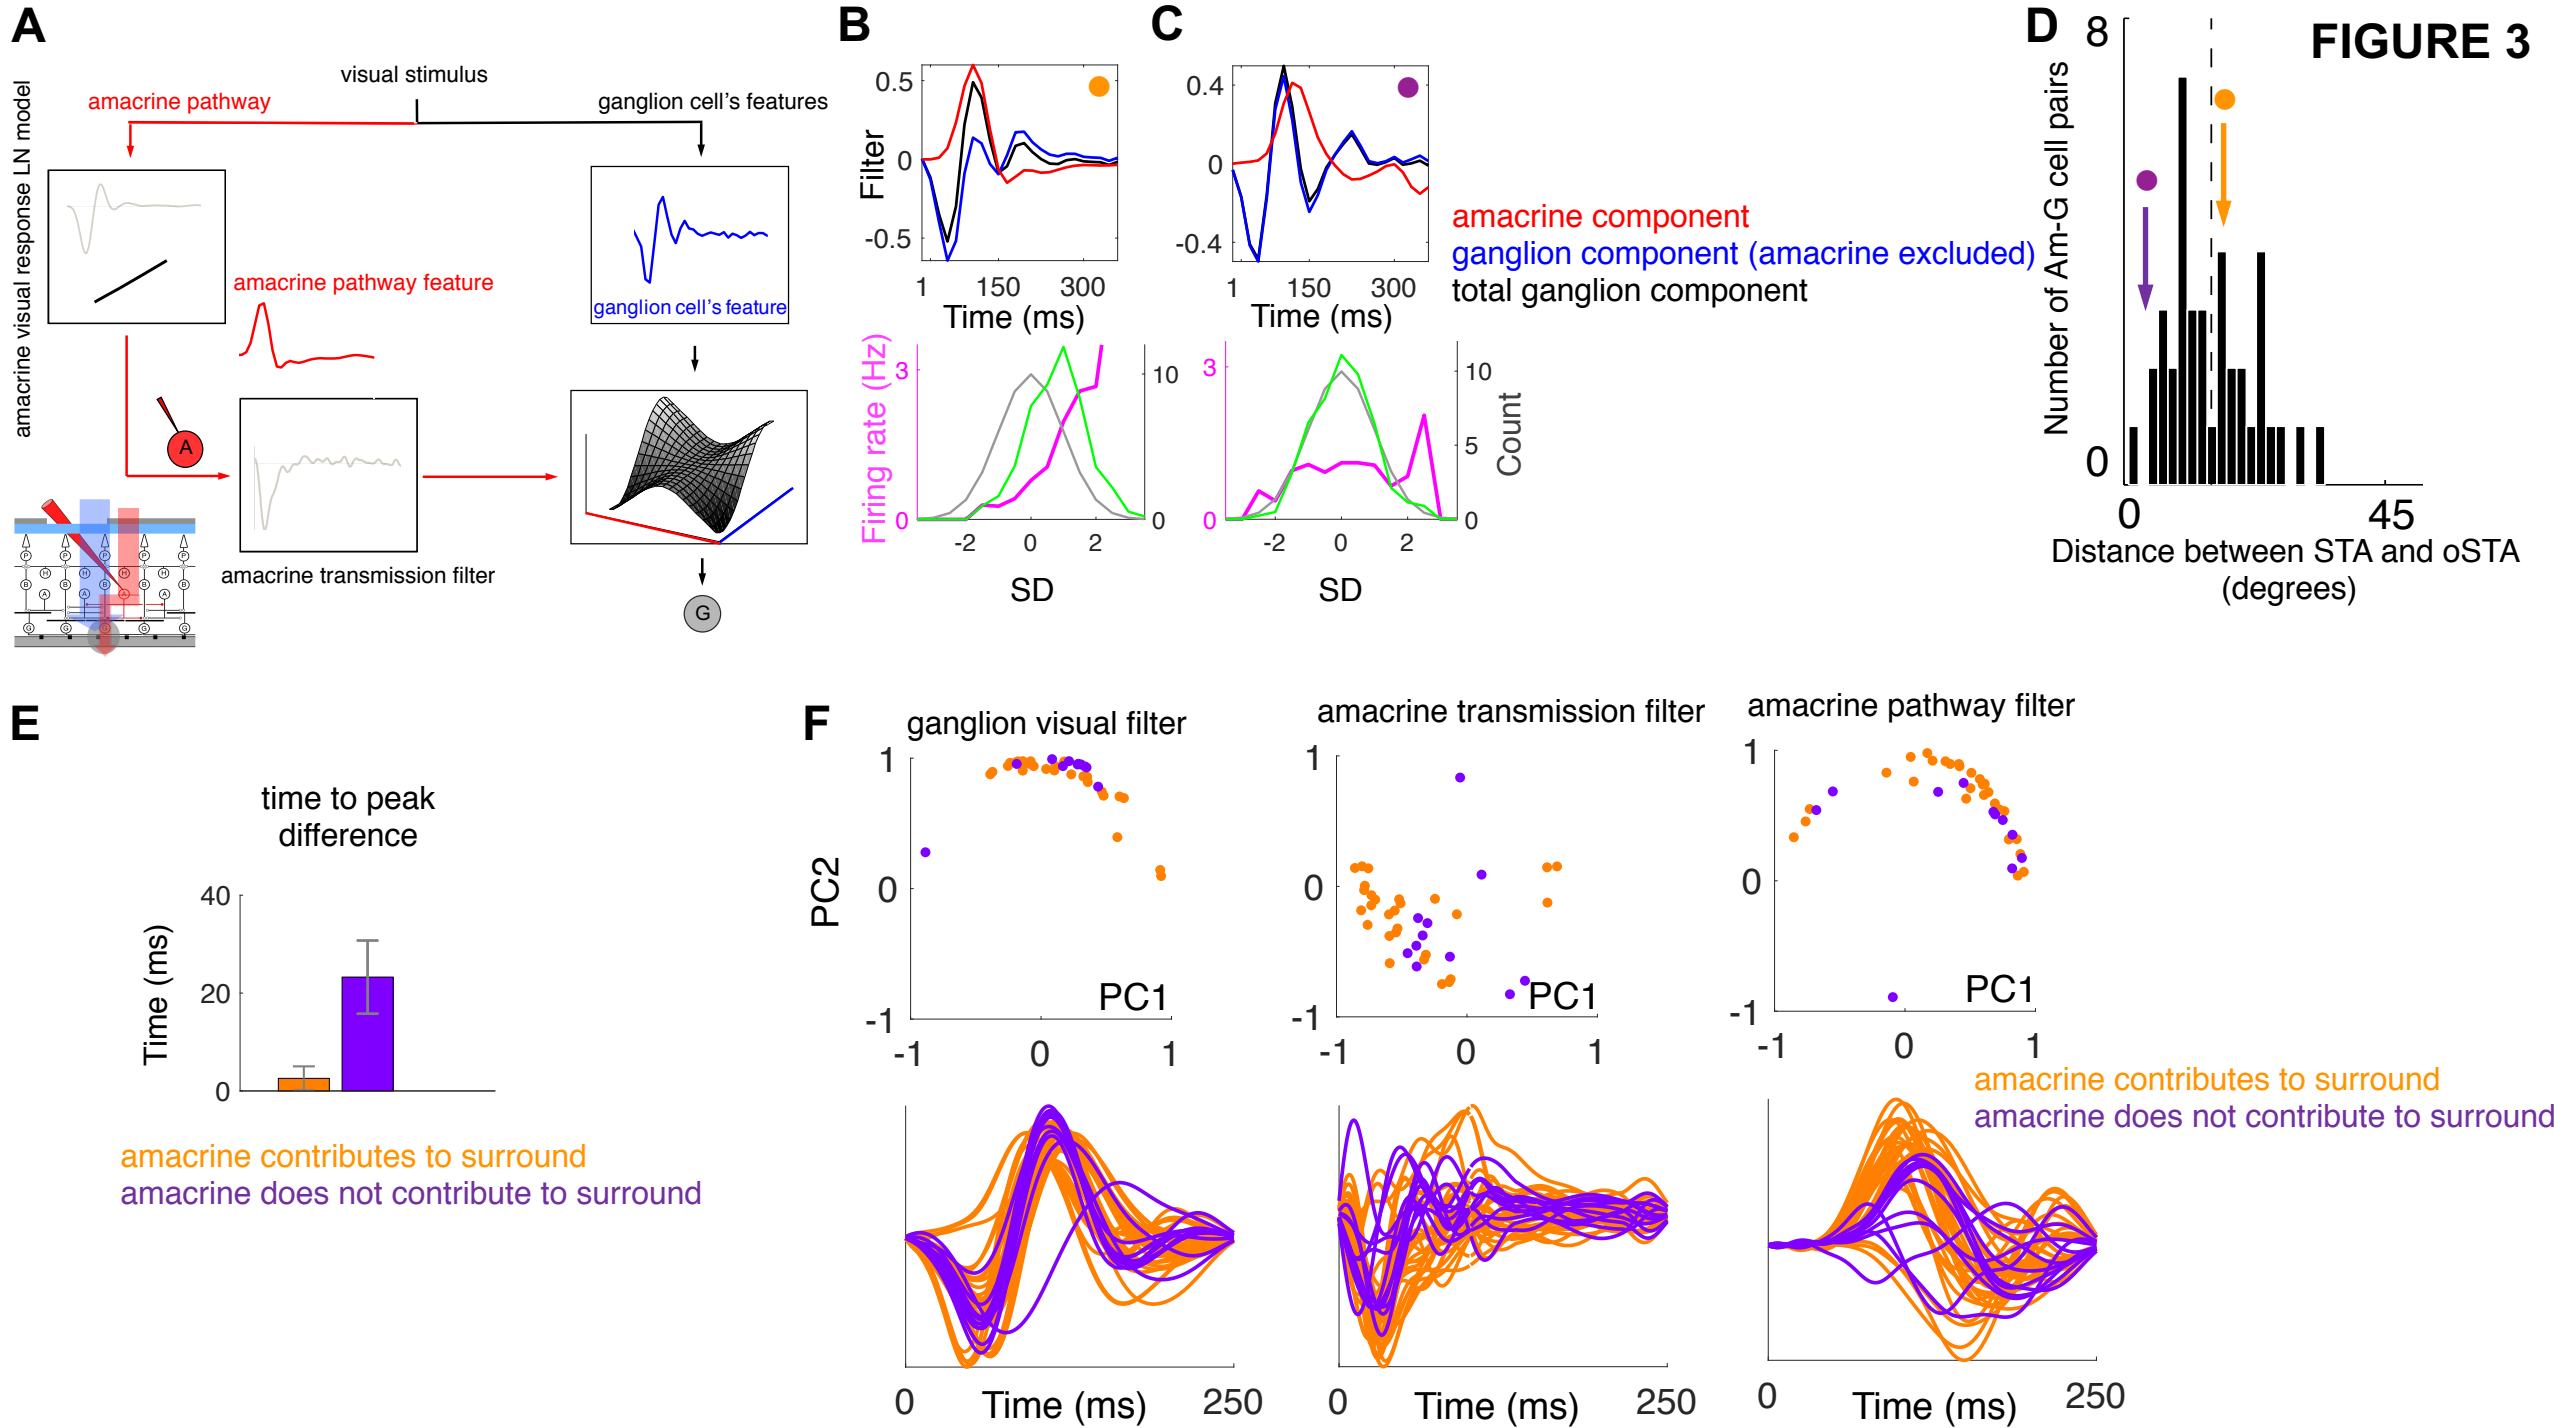 FIGURE 3
A
visual stimulus
amacrine pathway
ganglion cell's features
amacrine visual response LN model
amacrine pathway feature
ganglion cell's feature
A
amacrine transmission filter
G
P
P
P
P
P
H
H
H
H
B
B
B
B
B
A
A
A
A
G
G
G
G
G
B
0.5
0
-0.5
Filter
1 150 300
Time (ms)
Firing rate (Hz)
3
0
10
0
-2 0 2
SD
C
0.4
0
-0.4
1 150 300
Time (ms)
3
0
10
5
0
Count
-2 0 2
SD
amacrine component
ganglion component (amacrine excluded)
total ganglion component
D
8
0
Number of Am-G cell pairs
0 45
Distance between STA and oSTA
(degrees)
E
time to peak
difference
40
20
0
Time (ms)
amacrine contributes to surround
amacrine does not contribute to surround
F
ganglion visual filter
amacrine transmission filter
amacrine pathway filter
1
0
-1
PC2
PC1
-1 0 1
1
0
-1
PC1
-1 0 1
1
0
-1
PC1
-1 0 1
amacrine contributes to surround
amacrine does not contribute to surround
0 Time (ms) 250
0 Time (ms) 250
0 Time (ms) 250